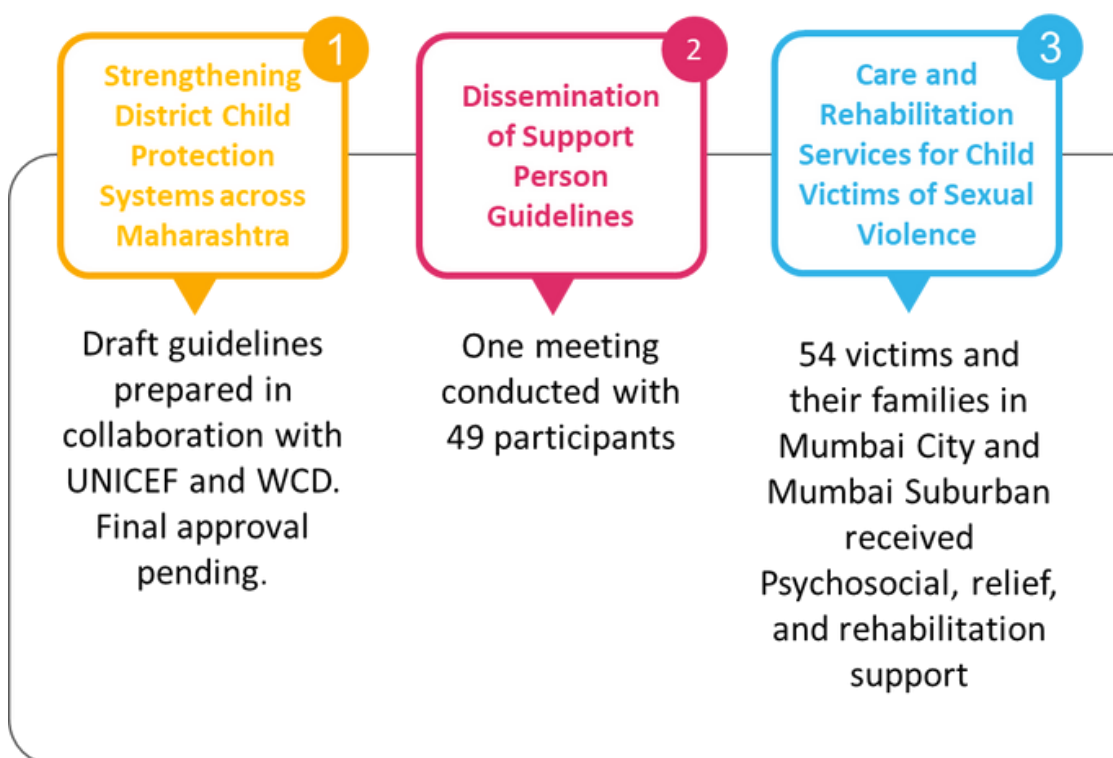 1
Strengthening
District Child
Protection
Systems across
Maharashtra
Draft guidelines
prepared in
collaboration with
UNICEF and WCD.
Final approval
pending.
2
Dissemination
of Support
Person
Guidelines
One meeting
conducted with
49 participants
3
Care and
Rehabilitation
Services for Child
Victims of Sexual
Violence
54 victims and
their families in
Mumbai City and
Mumbai Suburban
received
Psychosocial, relief,
and rehabilitation
support